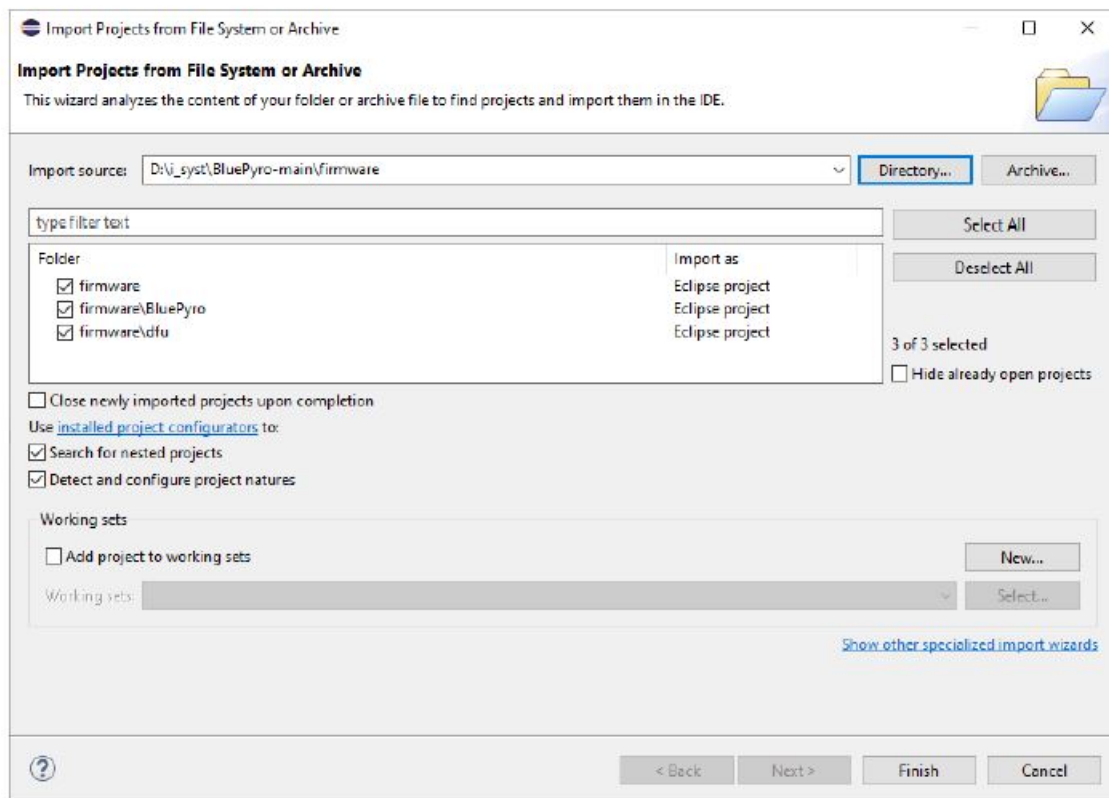 Import Projects from File System or Archive
Import Projects from File System or Archive
This wizard analyzes the content of your folder or archive file to find projects and import them in the IDE.
Import source: D:\i_syst\BluePyro-main\firmware Directory... Archive...
type filter text Select All
Folder Import as Deselect All
firmware Eclipse project
firmware\BluePyro Eclipse project
firmware\dfu Eclipse project
3 of 3 selected
Hide already open projects
Close newly imported projects upon completion
Use installed project configurators to:
Search for nested projects
Detect and configure project natures
Working sets
Add project to working sets New...
Working sets: Select...
Show other specialized import wizards
? < Back Next > Finish Cancel